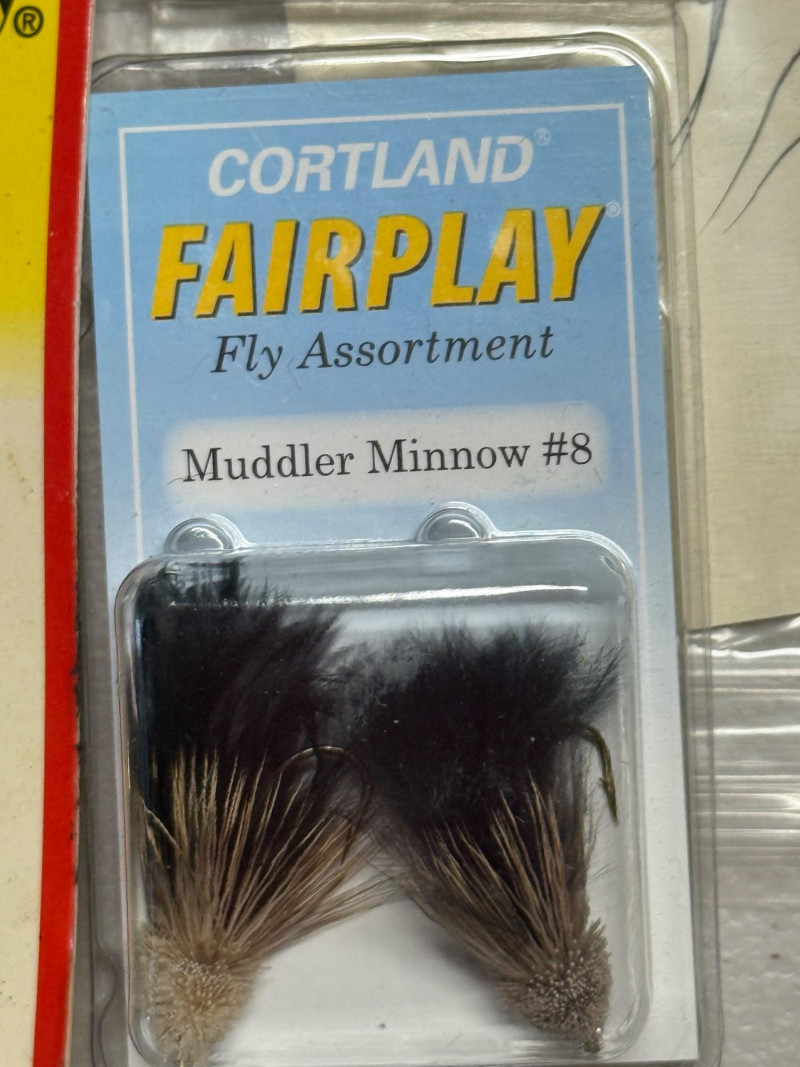 y®
CORTLAND®
FAIRPLAY®
Fly Assortment
Muddler Minnow #8